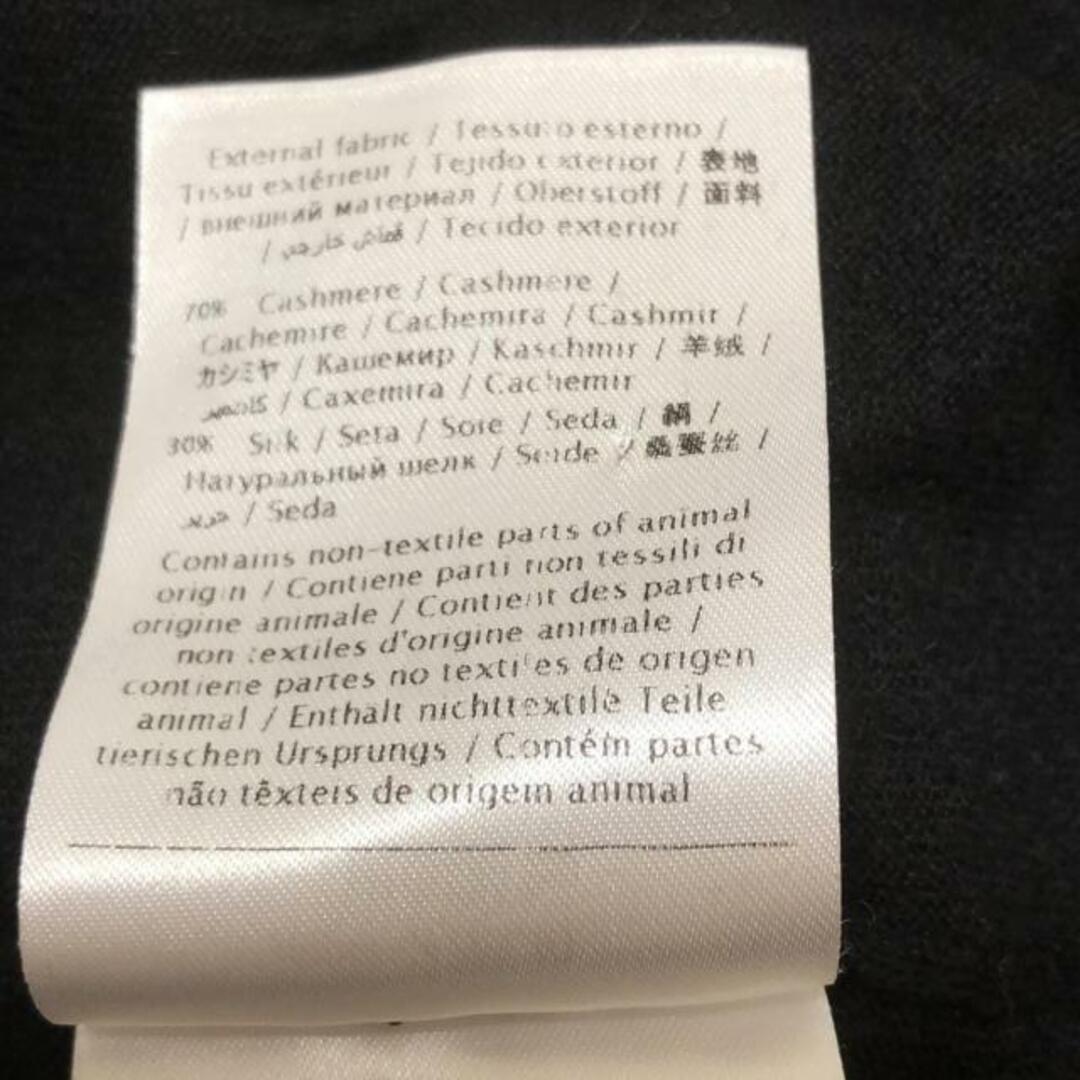 External fabric / Tessuto esterno /
Tissu extérieur / Tejido exterior / 表地
/ внешний материал / Oberstoff / 面料
/ قماش خارجي / Tecido exterior
70% Cashmere / Cashmere /
Cachemire / Cachemira / Cashmir /
カシミヤ / Кашемир / Kaschmir / 羊绒 /
كاشمير / Caxemira / Cachemir
30% Silk / Seta / Soie / Seda / 絹 /
Натуральный шелк / Seide / 桑蚕丝 /
حرير / Seda
Contains non-textile parts of animal
origin / Contiene parti non tessili di
origine animale / Contient des parties
non textiles d'origine animale /
contiene partes no textiles de origen
animal / Enthält nichttextile Teile
tierischen Ursprungs / Contém partes
não têxteis de origem animal